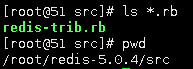 [root@51 src]# ls *.rb
redis-trib.rb
[root@51 src]# pwd
/root/redis-5.0.4/src